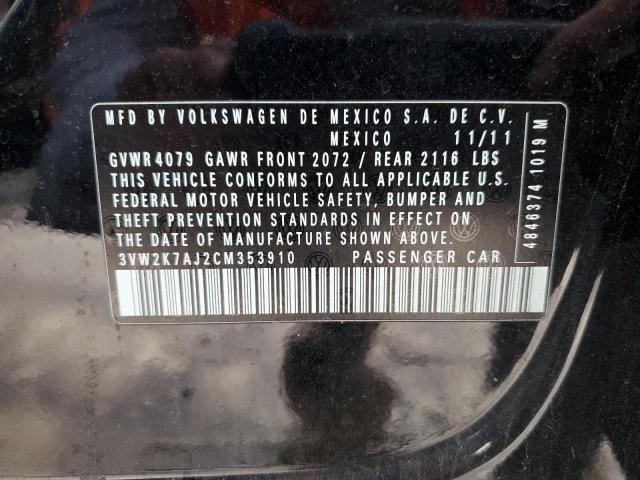 MFD BY VOLKSWAGEN DE MEXICO S.A. DE C.V.
MEXICO 11/11
GVWR 4079 GAWR FRONT 2072 / REAR 2116 LBS
THIS VEHICLE CONFORMS TO ALL APPLICABLE U.S.
FEDERAL MOTOR VEHICLE SAFETY, BUMPER AND
THEFT PREVENTION STANDARDS IN EFFECT ON
THE DATE OF MANUFACTURE SHOWN ABOVE.
3VW2K7AJ2CM353910 PASSENGER CAR
4846374 1019 M